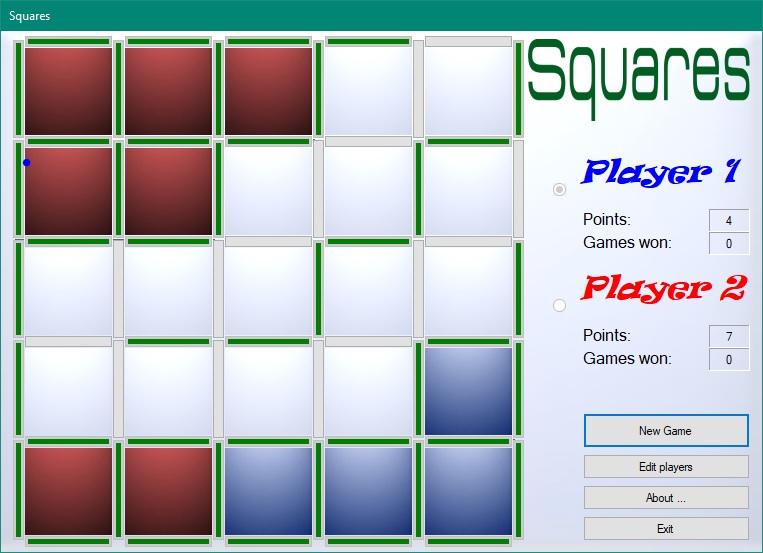 Squares
Squares
Player 1
Points: 4
Games won: 0
Player 2
Points: 7
Games won: 0
New Game
Edit players
About ...
Exit